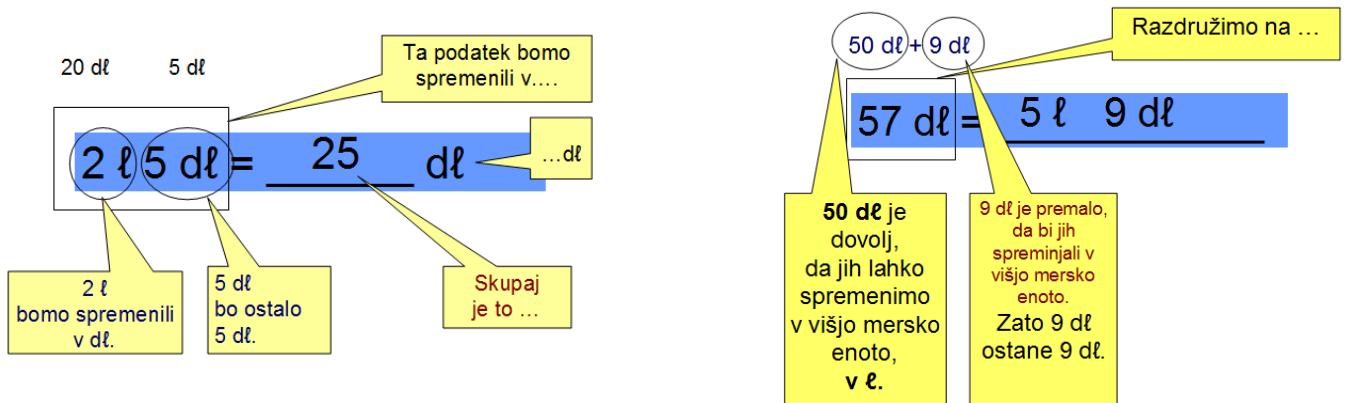 20 dℓ 5 dℓ
Ta podatek bomo
spremenili v….
2 ℓ 5 dℓ = 25 dℓ
…dℓ
2 ℓ
bomo spremenili
v dℓ.
5 dℓ
bo ostalo
5 dℓ.
Skupaj
je to …
50 dℓ + 9 dℓ
Razdružimo na …
57 dℓ = 5 ℓ 9 dℓ
50 dℓ je
dovolj,
da jih lahko
spremenimo
v višjo mersko
enoto,
v ℓ.
9 dℓ je premalo,
da bi jih
spreminjali v
višjo mersko
enoto.
Zato 9 dℓ
ostane 9 dℓ.